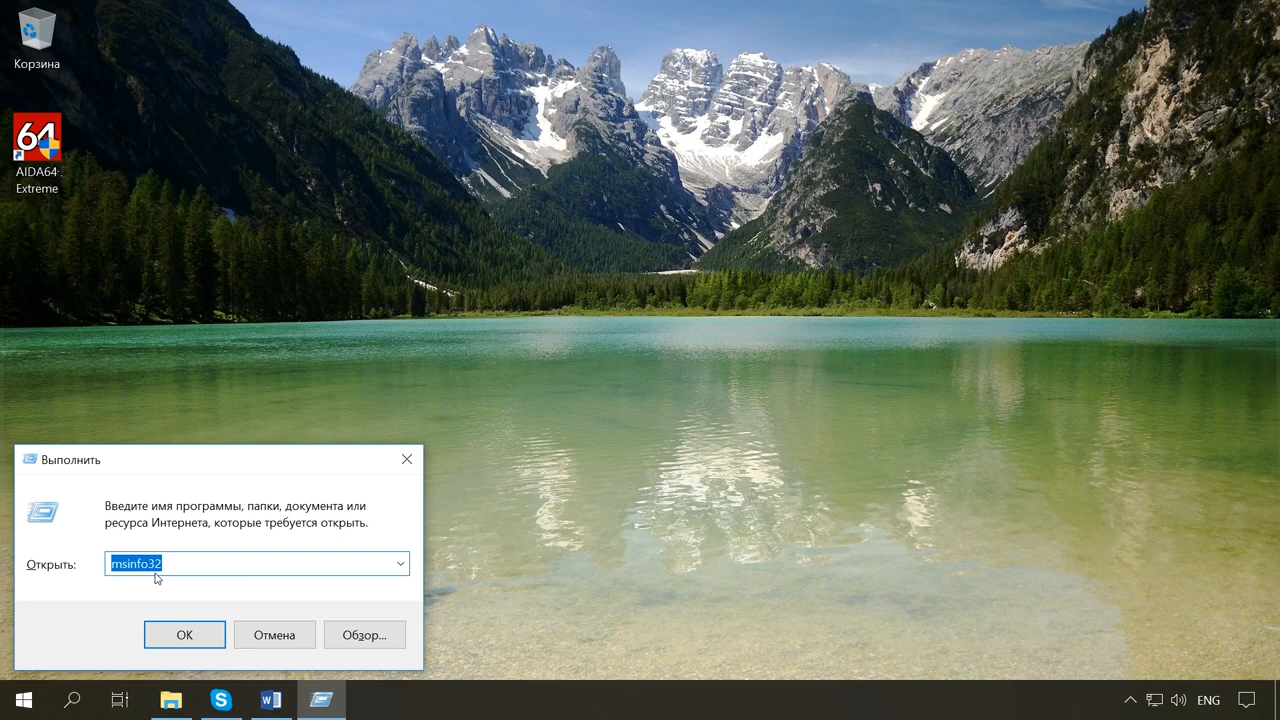 Корзина
64
AIDA64
Extreme
Выполнить
Введите имя программы, папки, документа или
ресурса Интернета, которые требуется открыть.
Открыть:
msinfo32
ОК
Отмена
Обзор...
S
W
ENG